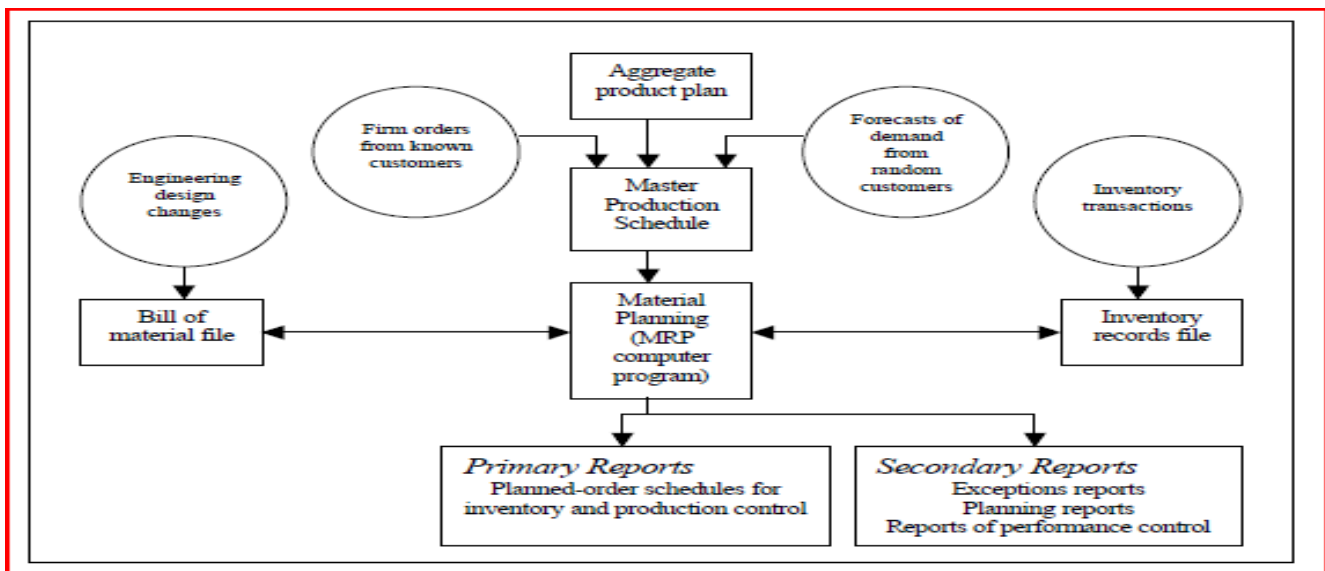 Aggregate
product plan
Firm orders
from known
customers
Forecasts of
demand
from
random
customers
Engineering
design
changes
Master
Production
Schedule
Inventory
transactions
Bill of
material file
Material
Planning
(MRP
computer
program)
Inventory
records file
Primary Reports
Planned-order schedules for
inventory and production control
Secondary Reports
Exceptions reports
Planning reports
Reports of performance control